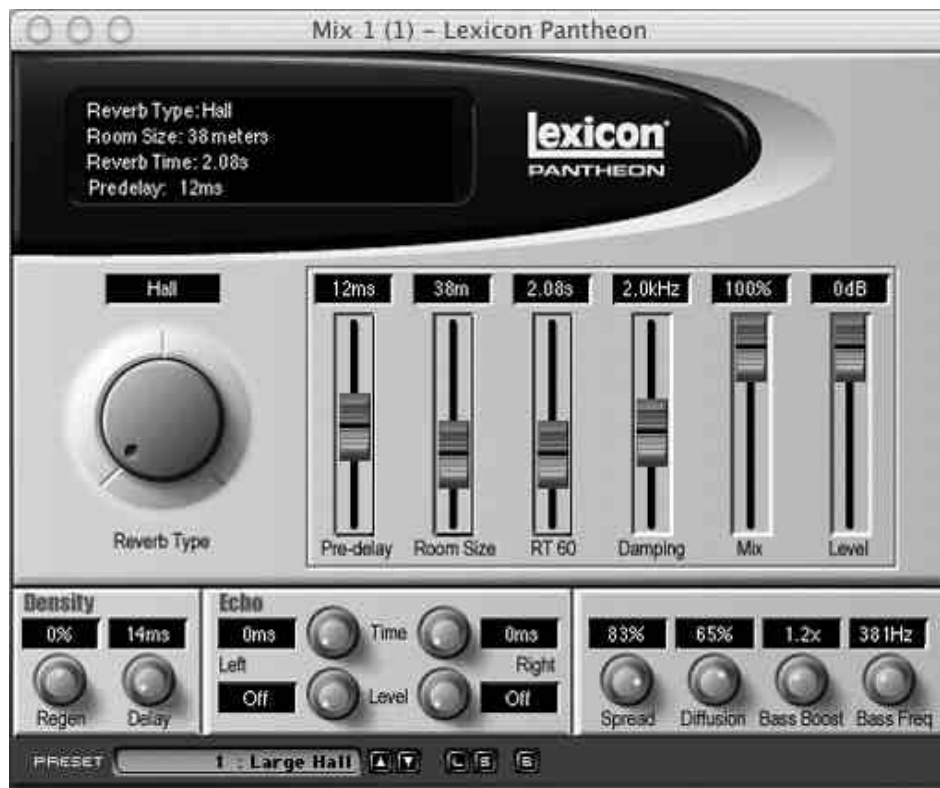 Mix 1 (1) – Lexicon Pantheon
Reverb Type: Hall
Room Size: 38 meters
Reverb Time: 2.08s
Predelay: 12ms
lexicon
PANTHEON
Hall
12ms 38m 2.08s 2.0kHz 100% 0dB
Reverb Type
Pre-delay Room Size RT 60 Damping Mix Level
Density
0% 14ms
Regen Delay
Echo
0ms Time 0ms
Left Right
Off Level Off
83% 65% 1.2x 381Hz
Spread Diffusion Bass Boost Bass Freq
PRESET 1 : Large Hall L S B